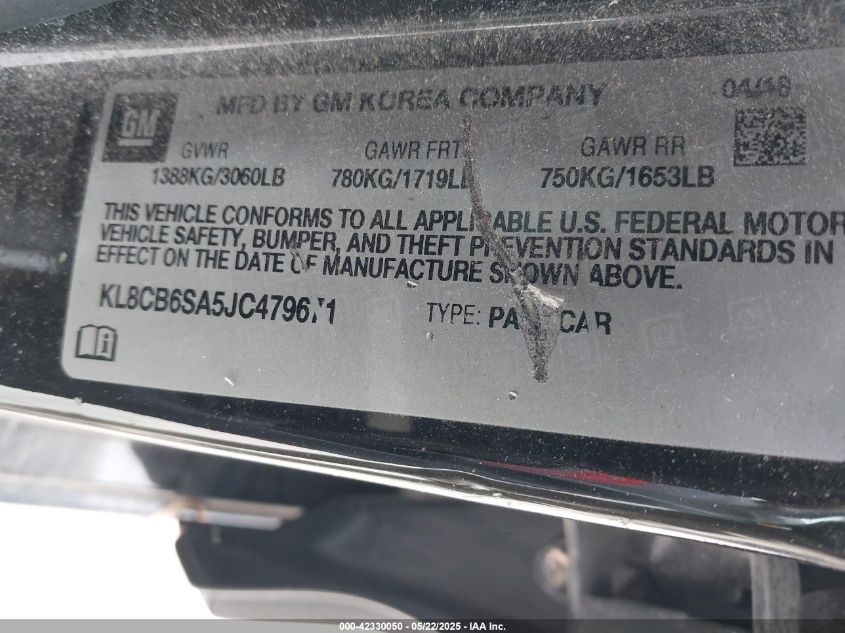 GM
MFD BY GM KOREA COMPANY 04/18
GVWR GAWR FRT GAWR RR
1388KG/3060LB 780KG/1719LB 750KG/1653LB
THIS VEHICLE CONFORMS TO ALL APPLICABLE U.S. FEDERAL MOTOR
VEHICLE SAFETY, BUMPER, AND THEFT PREVENTION STANDARDS IN
EFFECT ON THE DATE OF MANUFACTURE SHOWN ABOVE.
KL8CB6SA5JC479671 TYPE: CAR
000-42330050 - 05/22/2025 - IAA Inc.